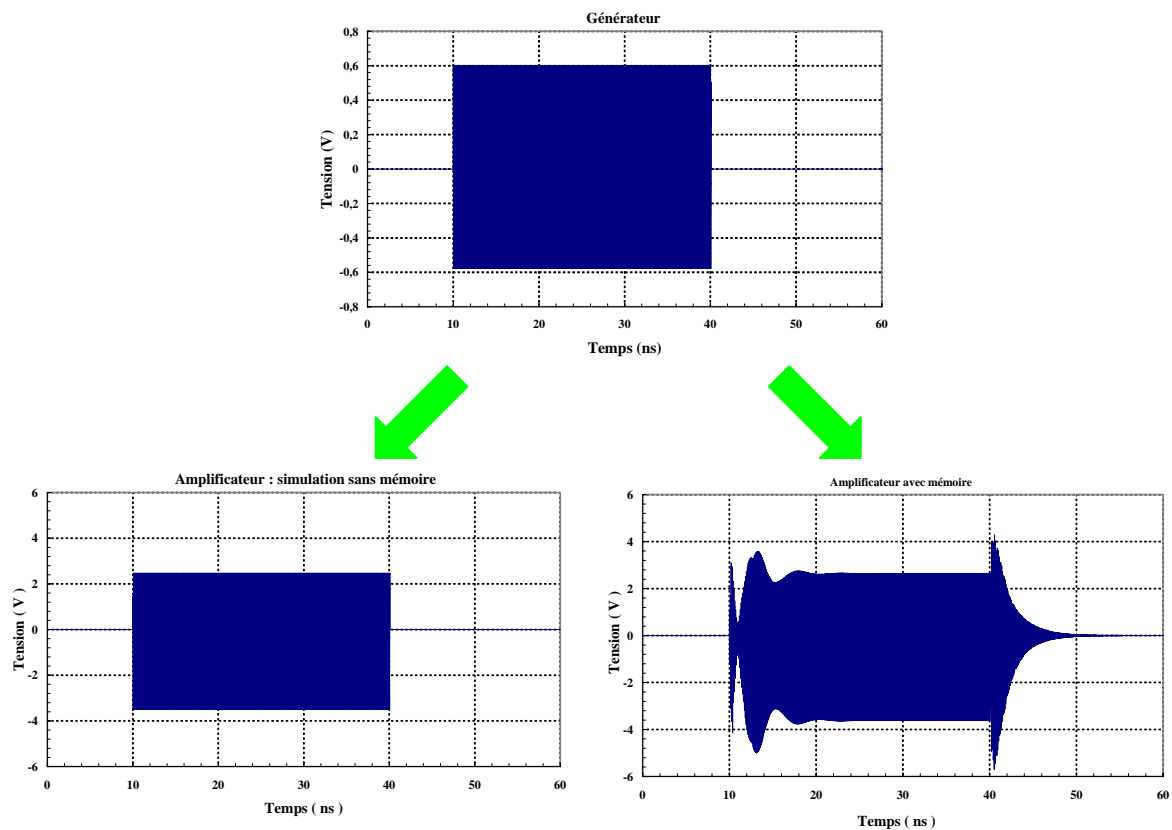 Générateur
0,8
0,6
0,4
0,2
0
-0,2
-0,4
-0,6
-0,8
Tension (V)
0 10 20 30 40 50 60
Temps (ns)
Amplificateur : simulation sans mémoire
6
4
2
0
-2
-4
-6
Tension ( V )
0 10 20 30 40 50 60
Temps ( ns )
Amplificateur avec mémoire
6
4
2
0
-2
-4
-6
Tension ( V )
0 10 20 30 40 50 60
Temps ( ns )